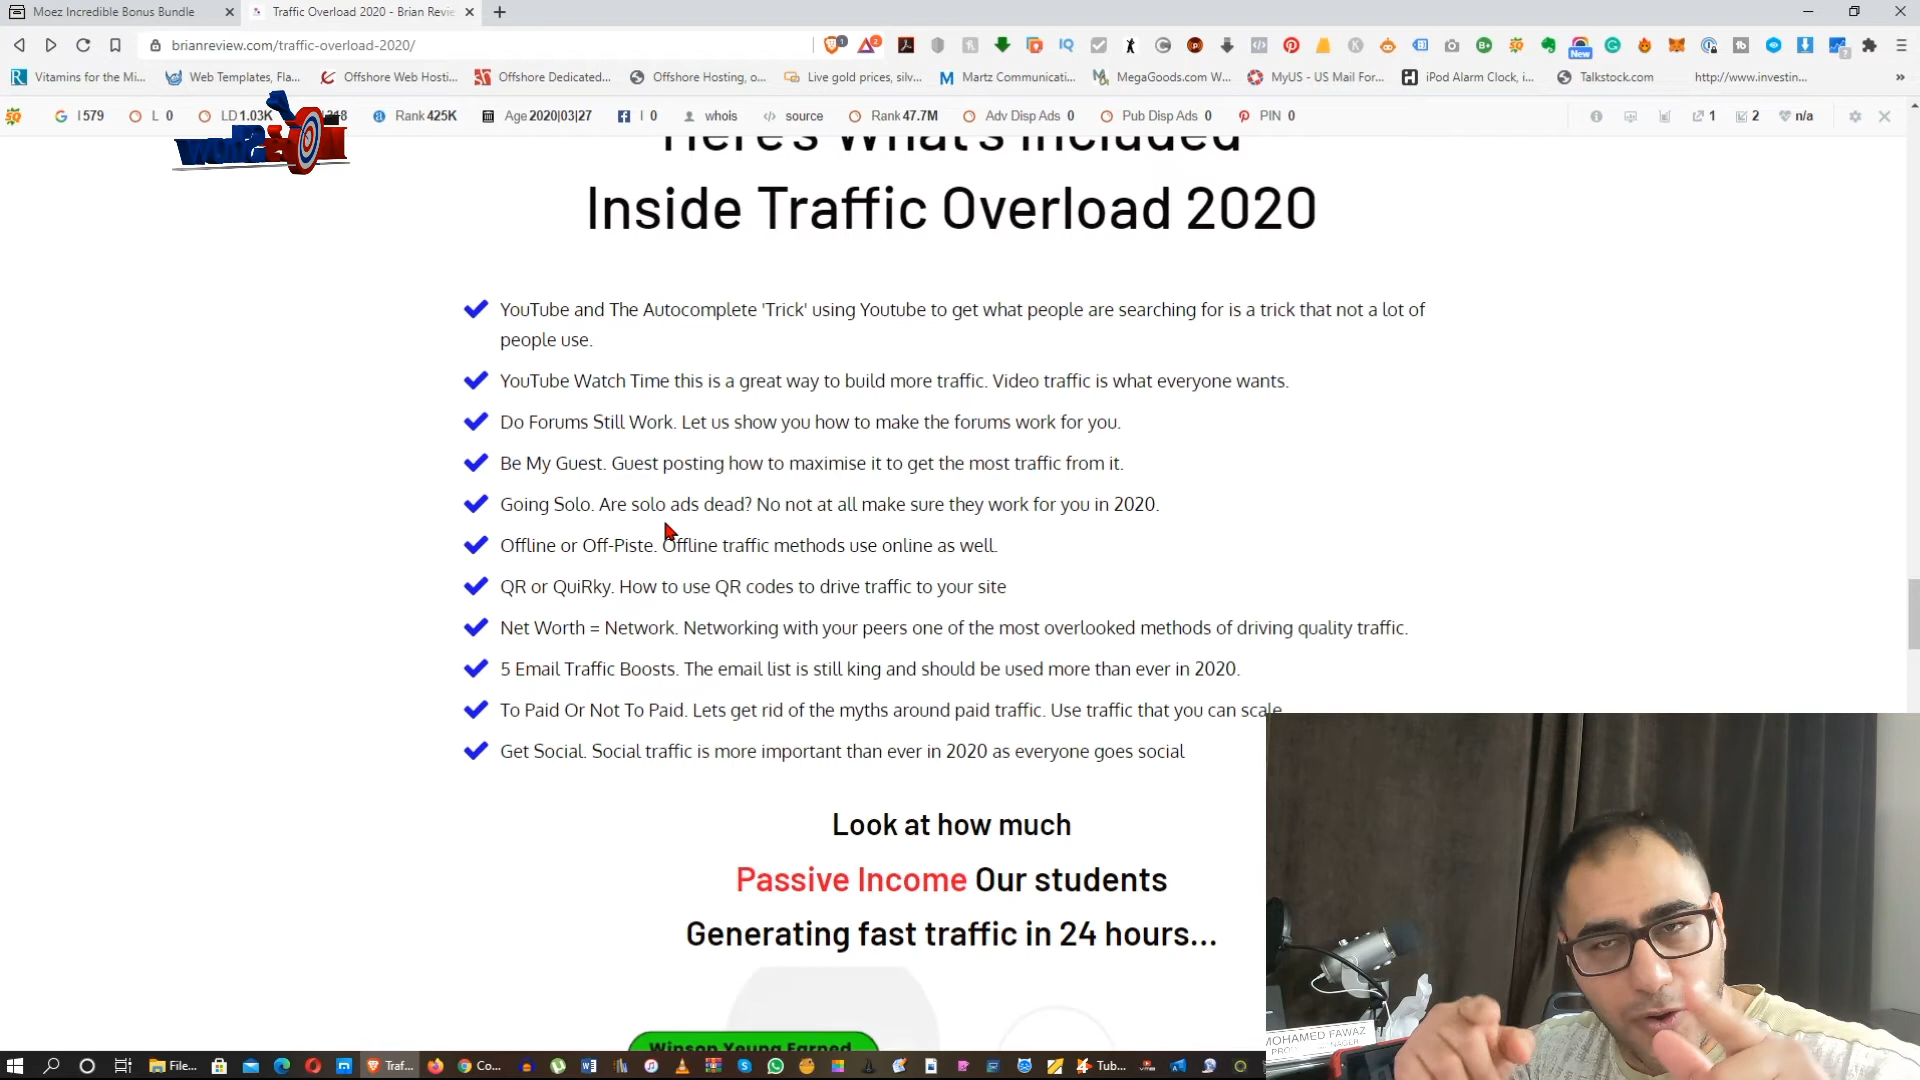 Moez Incredible Bonus Bundle
Traffic Overload 2020 - Brian Revie
brianreview.com/traffic-overload-2020/
Vitamins for the Mi...
Web Templates, Fla...
Offshore Web Hosti...
Offshore Dedicated...
Offshore Hosting, o...
Live gold prices, silv...
Martz Communicati...
MegaGoods.com W...
MyUS - US Mail For...
iPod Alarm Clock, i...
Talkstock.com
http://www.investin...
I 579
L 0
LD 1.03K
Rank 425K
Age 2020|03|27
I 0
whois
source
Rank 47.7M
Adv Disp Ads 0
Pub Disp Ads 0
PIN 0
1
2
n/a
Here's What's Included
Inside Traffic Overload 2020
YouTube and The Autocomplete 'Trick' using Youtube to get what people are searching for is a trick that not a lot of
people use.
YouTube Watch Time this is a great way to build more traffic. Video traffic is what everyone wants.
Do Forums Still Work. Let us show you how to make the forums work for you.
Be My Guest. Guest posting how to maximise it to get the most traffic from it.
Going Solo. Are solo ads dead? No not at all make sure they work for you in 2020.
Offline or Off-Piste. Offline traffic methods use online as well.
QR or QuiRky. How to use QR codes to drive traffic to your site
Net Worth = Network. Networking with your peers one of the most overlooked methods of driving quality traffic.
5 Email Traffic Boosts. The email list is still king and should be used more than ever in 2020.
To Paid Or Not To Paid. Lets get rid of the myths around paid traffic. Use traffic that you can scale
Get Social. Social traffic is more important than ever in 2020 as everyone goes social
Look at how much
Passive Income Our students
Generating fast traffic in 24 hours...
Winson Young Earned
MOHAMED FAWAZ
File...
Traf...
Co...
Tub...